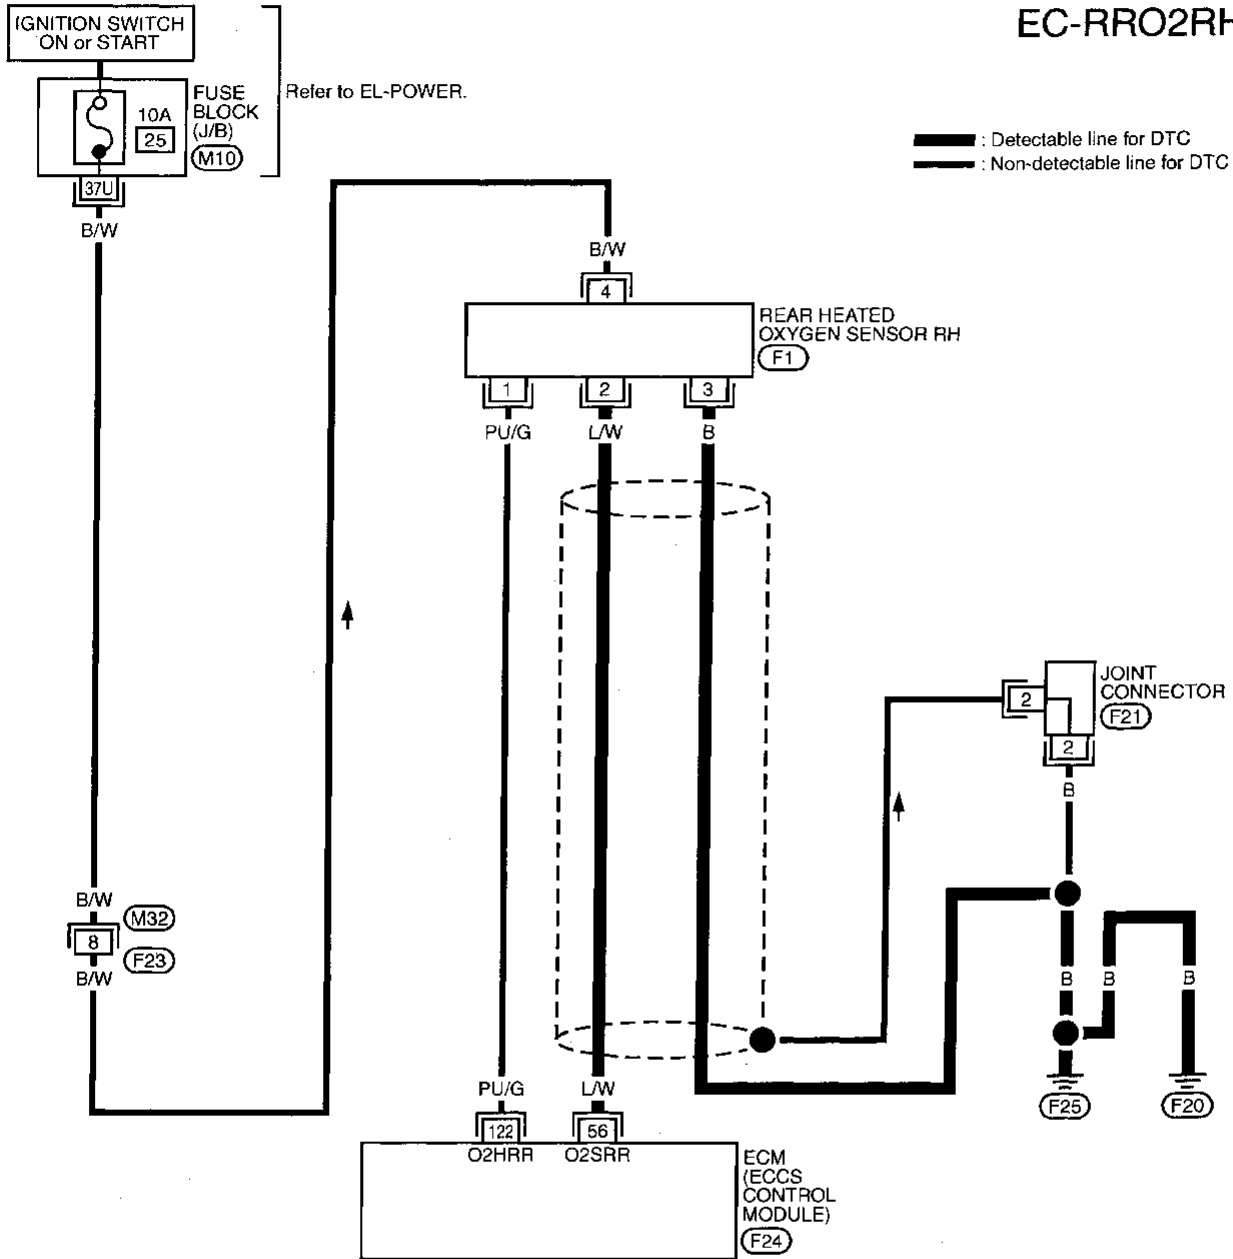 EC-RRO2RH
IGNITION SWITCH
ON or START
FUSE
BLOCK
(J/B)
M10
10A
25
Refer to EL-POWER.
: Detectable line for DTC
: Non-detectable line for DTC
37U
B/W
B/W
4
REAR HEATED
OXYGEN SENSOR RH
F1
1
2
3
PU/G
L/W
B
JOINT
CONNECTOR
F21
2
2
B
B/W
M32
8
F23
B/W
B
B
B
PU/G
L/W
F25
F20
122
56
O2HRR
O2SRR
ECM
(ECCS
CONTROL
MODULE)
F24